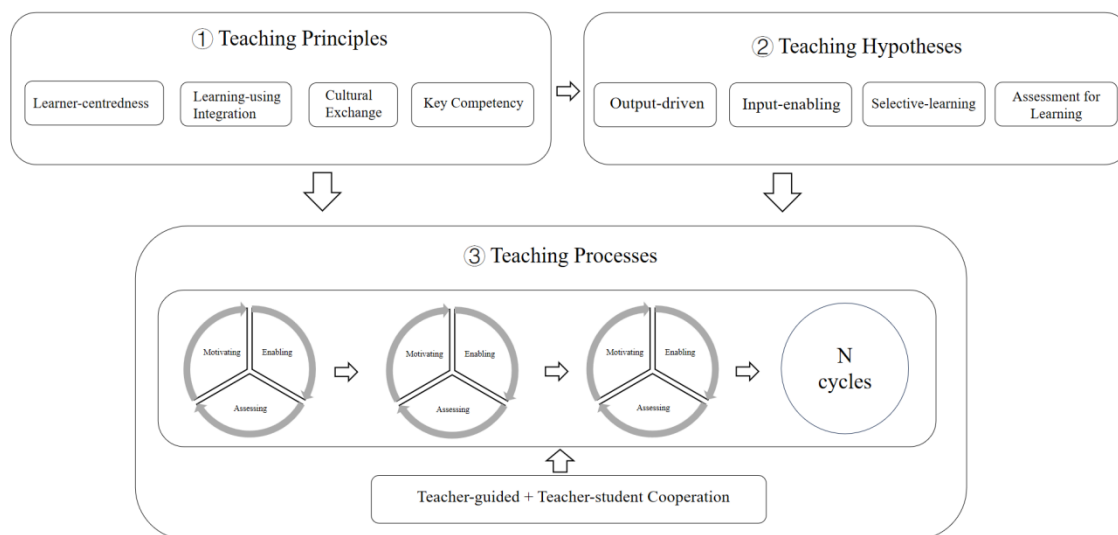 ① Teaching Principles
Learner-centredness
Learning-using
Integration
Cultural
Exchange
Key Competency
② Teaching Hypotheses
Output-driven
Input-enabling
Selective-learning
Assessment for
Learning
③ Teaching Processes
Motivating
Enabling
Assessing
Motivating
Enabling
Assessing
Motivating
Enabling
Assessing
N
cycles
Teacher-guided + Teacher-student Cooperation